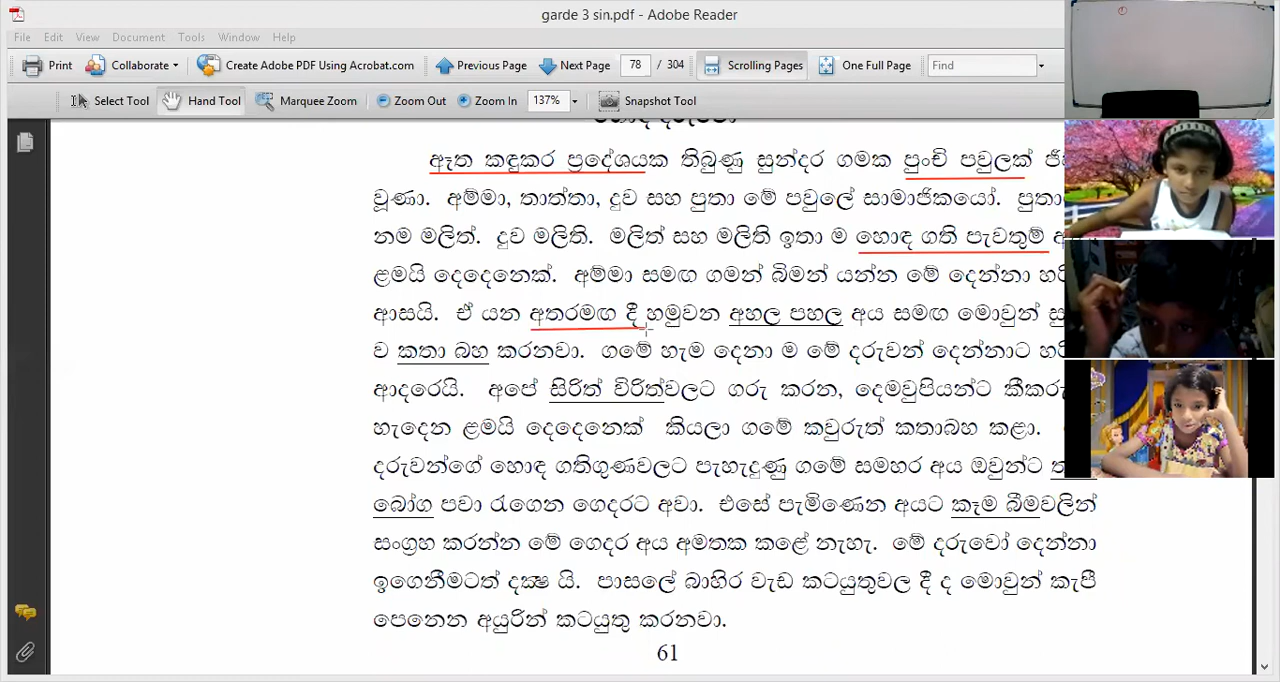 garde 3 sin.pdf - Adobe Reader
File Edit View Document Tools Window Help
Print Collaborate Create Adobe PDF Using Acrobat.com Previous Page Next Page 78 / 304 Scrolling Pages One Full Page Find
Select Tool Hand Tool Marquee Zoom Zoom Out Zoom In 137% Snapshot Tool
ඈත කඳුකර ප්‍රදේශයක තිබුණු සුන්දර ගමක පුංචි පවුලක්
වූණා. අම්මා, තාත්තා, දුව සහ පුතා මේ පවුලේ සාමාජිකයෝ. පුතා
නම මලිත්. දුව මලිති. මලිත් සහ මලිති ඉතා ම හොඳ ගති පැවතුම්
ළමයි දෙදෙනෙක්. අම්මා සමඟ ගමන් බිමන් යන්න මේ දෙන්නා
ආසයි. ඒ යන අතරමඟ දී හමුවන අහල පහල අය සමඟ මොවුන්
ව කතා බහ කරනවා. ගමේ හැම දෙනා ම මේ දරුවන් දෙන්නාට
ආදරෙයි. අපේ සිරිත් විරිත්වලට ගරු කරන, දෙමවුපියන්ට
හැදෙන ළමයි දෙදෙනෙක් කියලා ගමේ කවුරුත් කතාබහ කළා.
දරුවන්ගේ හොඳ ගතිගුණවලට පැහැදුණු ගමේ සමහර අය ඔවුන්ට
බෝග පවා රැගෙන ගෙදරට අවා. එසේ පැමිණෙන අයට කෑම බීමවලින්
සංග්‍රහ කරන්න මේ ගෙදර අය අමතක කළේ නැහැ. මේ දරුවෝ දෙන්නා
ඉගෙනීමටත් දක්‍ෂ යි. පාසලේ බාහිර වැඩ කටයුතුවල දී ද මොවුන් කැපී
පෙනෙන අයුරින් කටයුතු කරනවා.
61